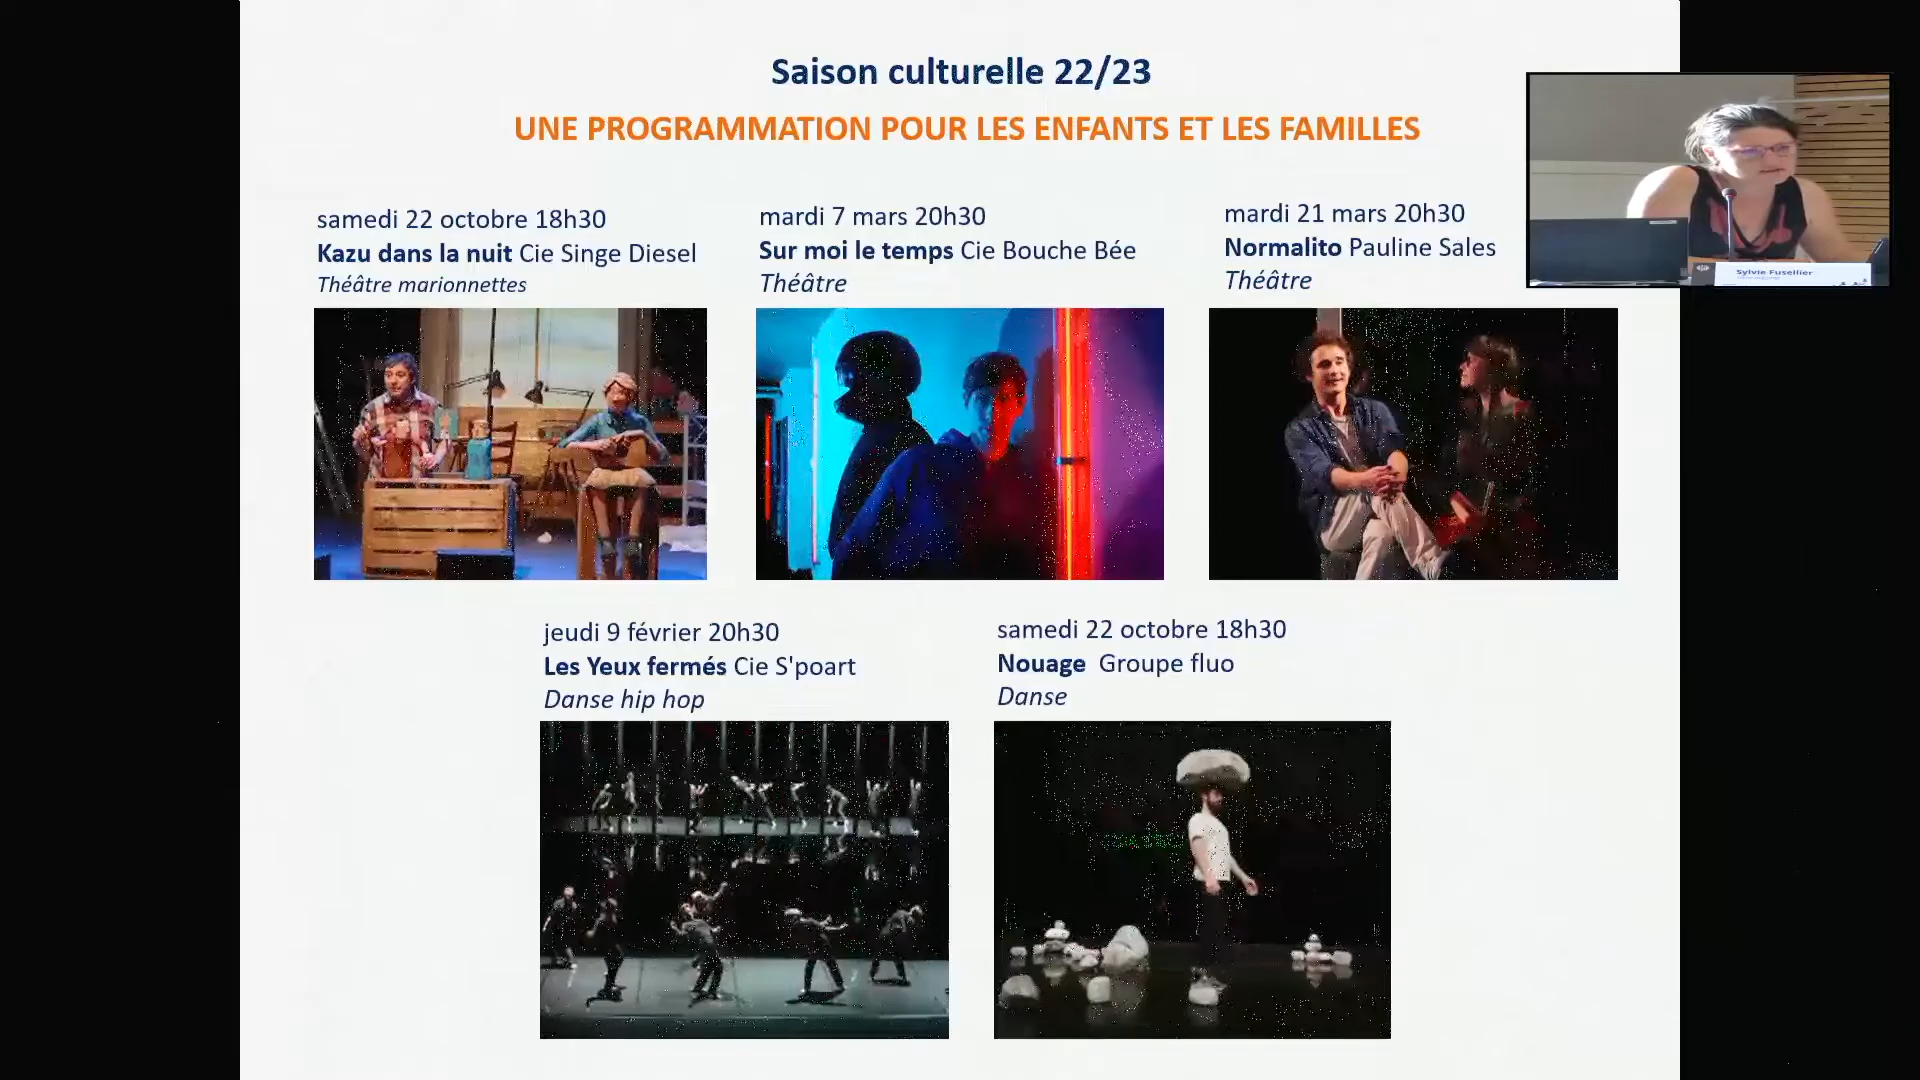 Saison culturelle 22/23
UNE PROGRAMMATION POUR LES ENFANTS ET LES FAMILLES
samedi 22 octobre 18h30
Kazu dans la nuit Cie Singe Diesel
Théâtre marionnettes
mardi 7 mars 20h30
Sur moi le temps Cie Bouche Bée
Théâtre
mardi 21 mars 20h30
Normalito Pauline Sales
Théâtre
Sylvie Fusellier
jeudi 9 février 20h30
Les Yeux fermés Cie S'poart
Danse hip hop
samedi 22 octobre 18h30
Nouage Groupe fluo
Danse